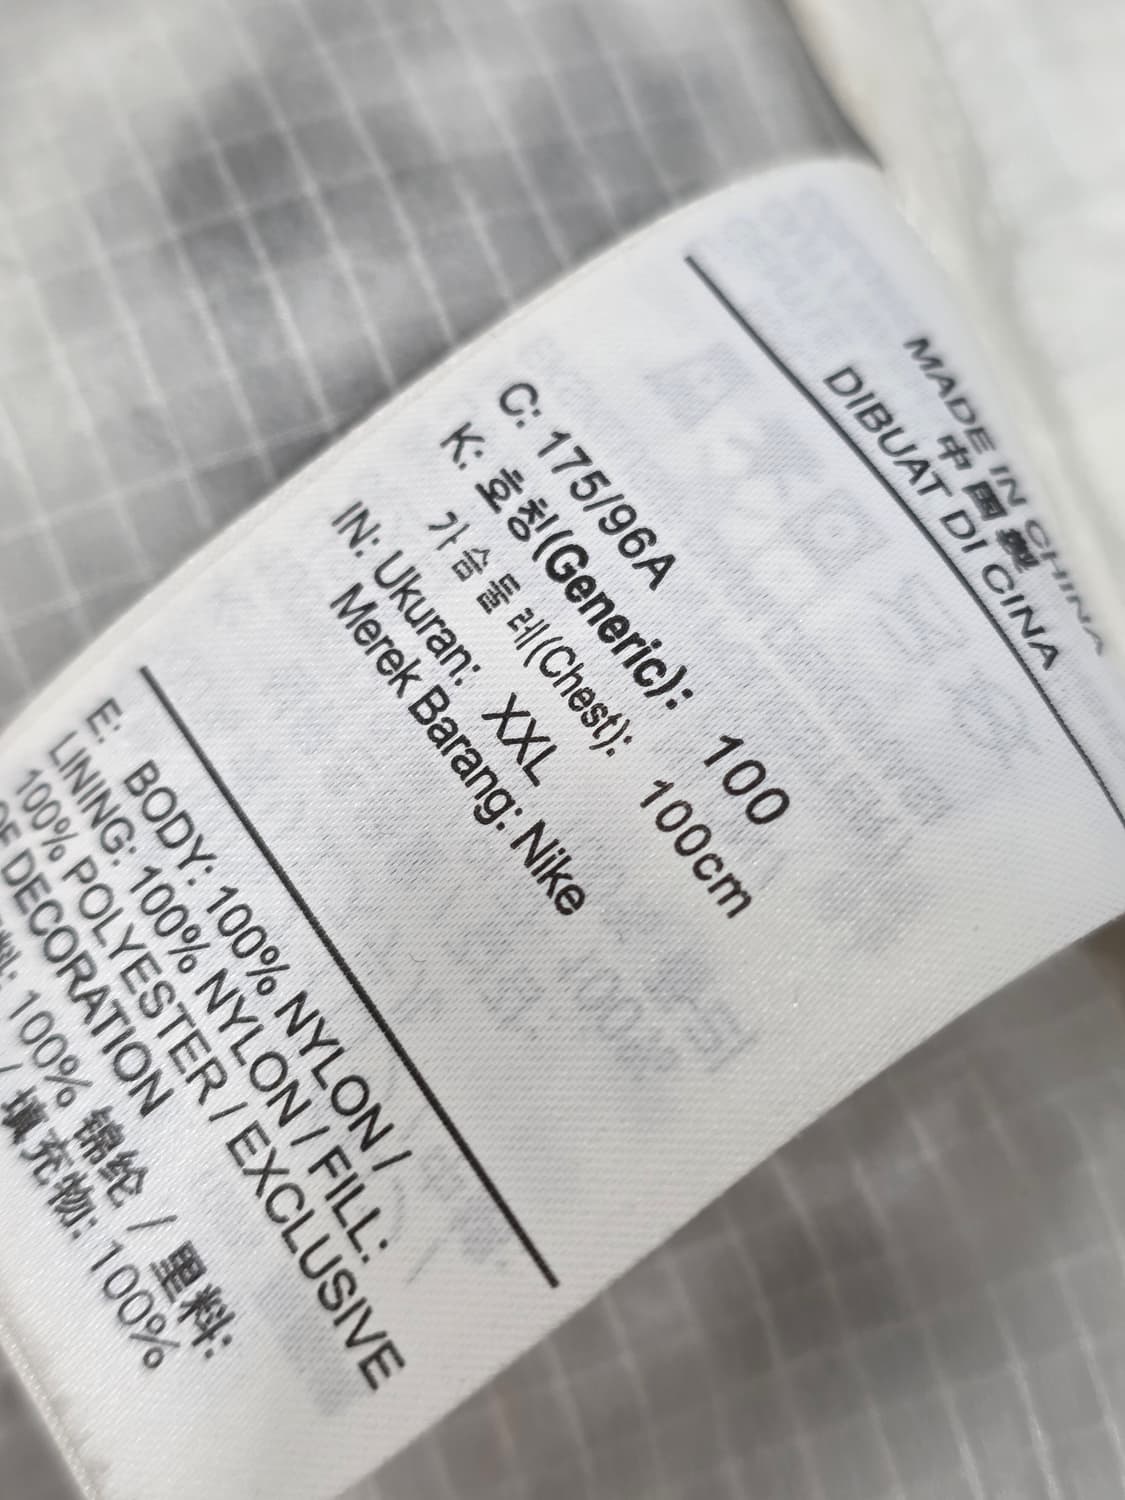 MADE IN CHINA
中國製
DIBUAT DI CINA
C: 175/96A
K: 호칭(Generic): 100
가슴둘레(Chest): 100cm
IN: Ukuran: XXL
Merek Barang: Nike
E: BODY: 100% NYLON /
LINING: 100% NYLON / FILL:
100% POLYESTER / EXCLUSIVE
OF DECORATION
料: 100% 锦纶 / 里料:
/ 填充物: 100%